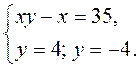 xy – x = 35,
y = 4; y = –4.